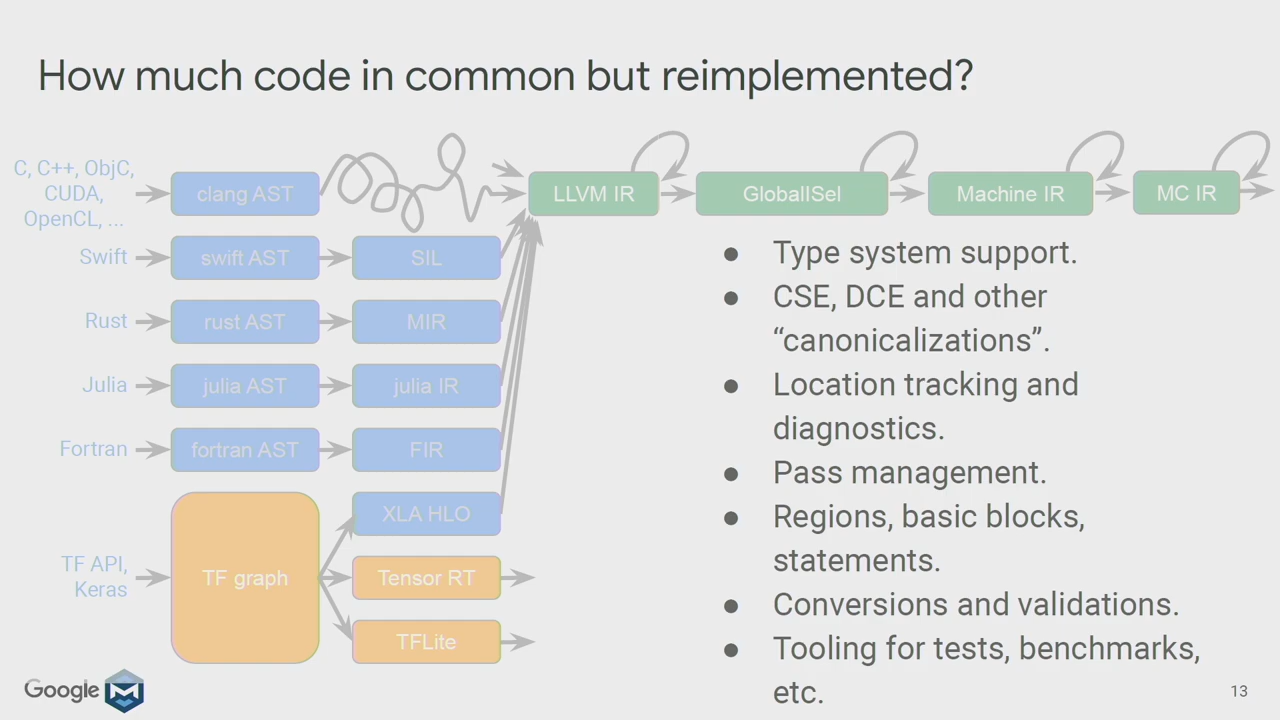 How much code in common but reimplemented?
C, C++, ObjC,
CUDA,
OpenCL, ...
clang AST
LLVM IR
GlobalISel
Machine IR
MC IR
Swift
swift AST
SIL
Rust
rust AST
MIR
Julia
julia AST
julia IR
Fortran
fortran AST
FIR
XLA HLO
TF API,
Keras
TF graph
Tensor RT
TFLite
● Type system support.
● CSE, DCE and other
“canonicalizations”.
● Location tracking and
diagnostics.
● Pass management.
● Regions, basic blocks,
statements.
● Conversions and validations.
● Tooling for tests, benchmarks,
etc.
Google
13